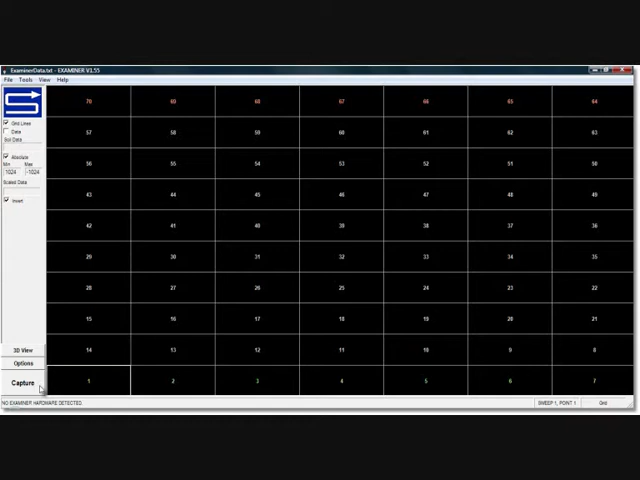 ExaminerData.txt - EXAMINER V1.55
File Tools View Help
Grid Lines
Data
Soil Data
Absolute
Min Max
1024 -1024
Scaled Data
Invert
3D View
Options
Capture
70 69 68 67 66 65 64
57 58 59 60 61 62 63
56 55 54 53 52 51 50
43 44 45 46 47 48 49
42 41 40 39 38 37 36
29 30 31 32 33 34 35
28 27 26 25 24 23 22
15 16 17 18 19 20 21
14 13 12 11 10 9 8
1 2 3 4 5 6 7
NO EXAMINER HARDWARE DETECTED.
SWEEP 1, POINT 1
Grid